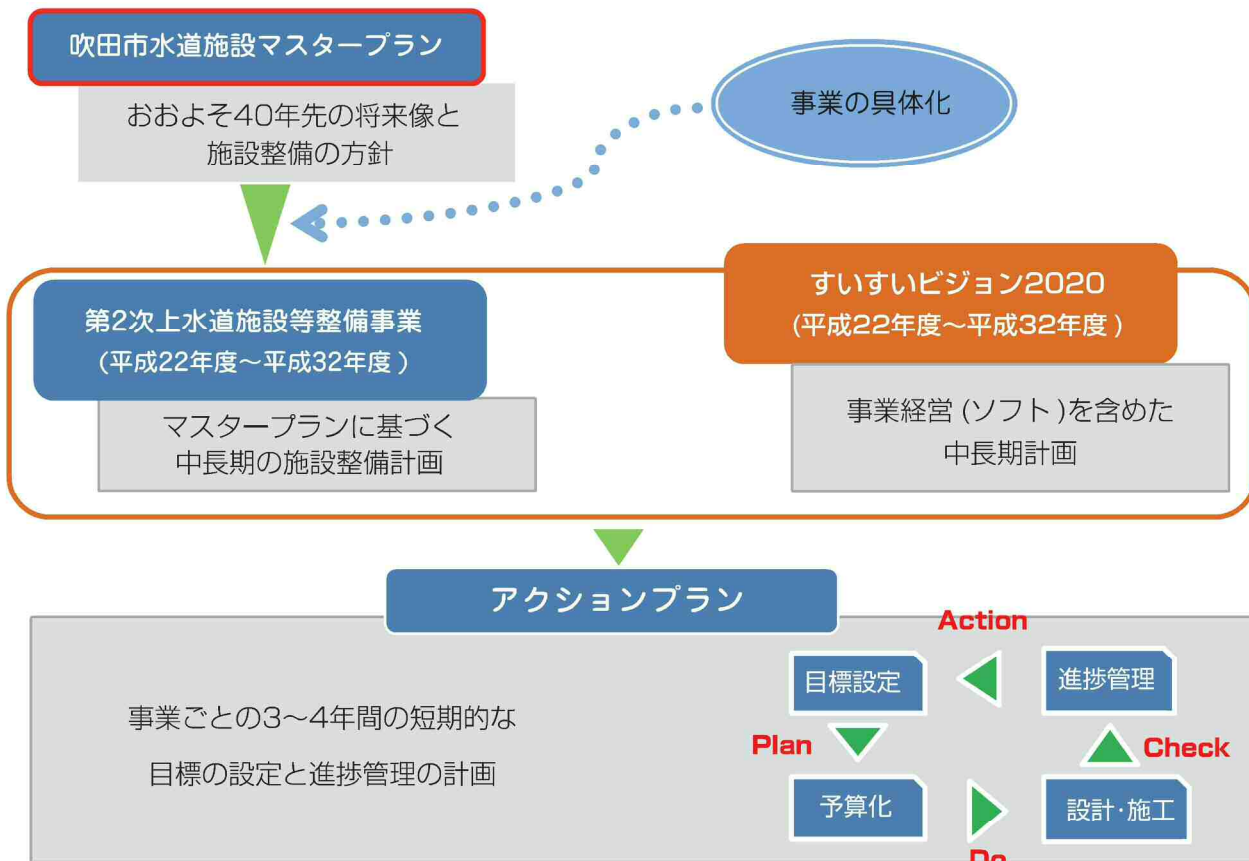 吹田市水道施設マスタープラン
おおよそ40年先の将来像と
施設整備の方針
事業の具体化
第2次上水道施設等整備事業
(平成22年度～平成32年度 )
マスタープランに基づく
中長期の施設整備計画
すいすいビジョン2020
(平成22年度～平成32年度 )
事業経営 (ソフト )を含めた
中長期計画
アクションプラン
事業ごとの3～4年間の短期的な
目標の設定と進捗管理の計画
Action
目標設定
進捗管理
Plan
Check
予算化
設計・施工
Do